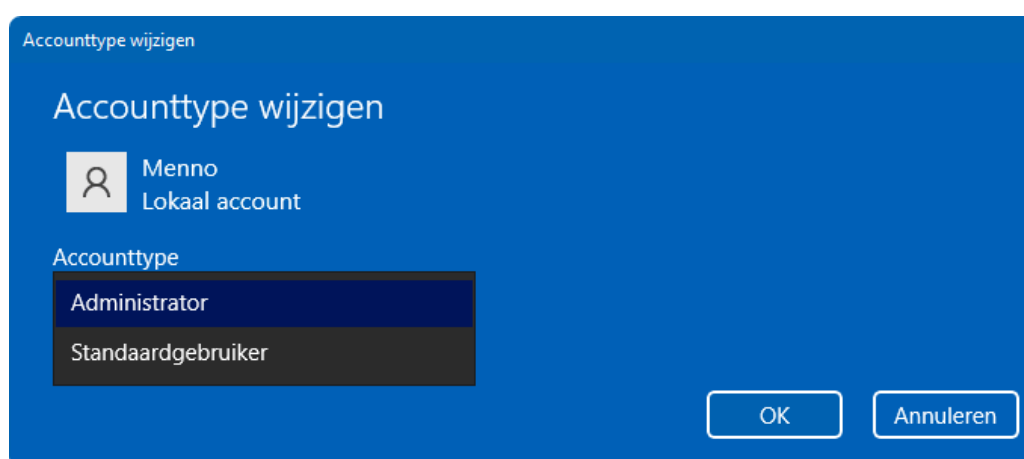 Accounttype wijzigen
Accounttype wijzigen
Menno
Lokaal account
Accounttype
Administrator
Standaardgebruiker
OK
Annuleren